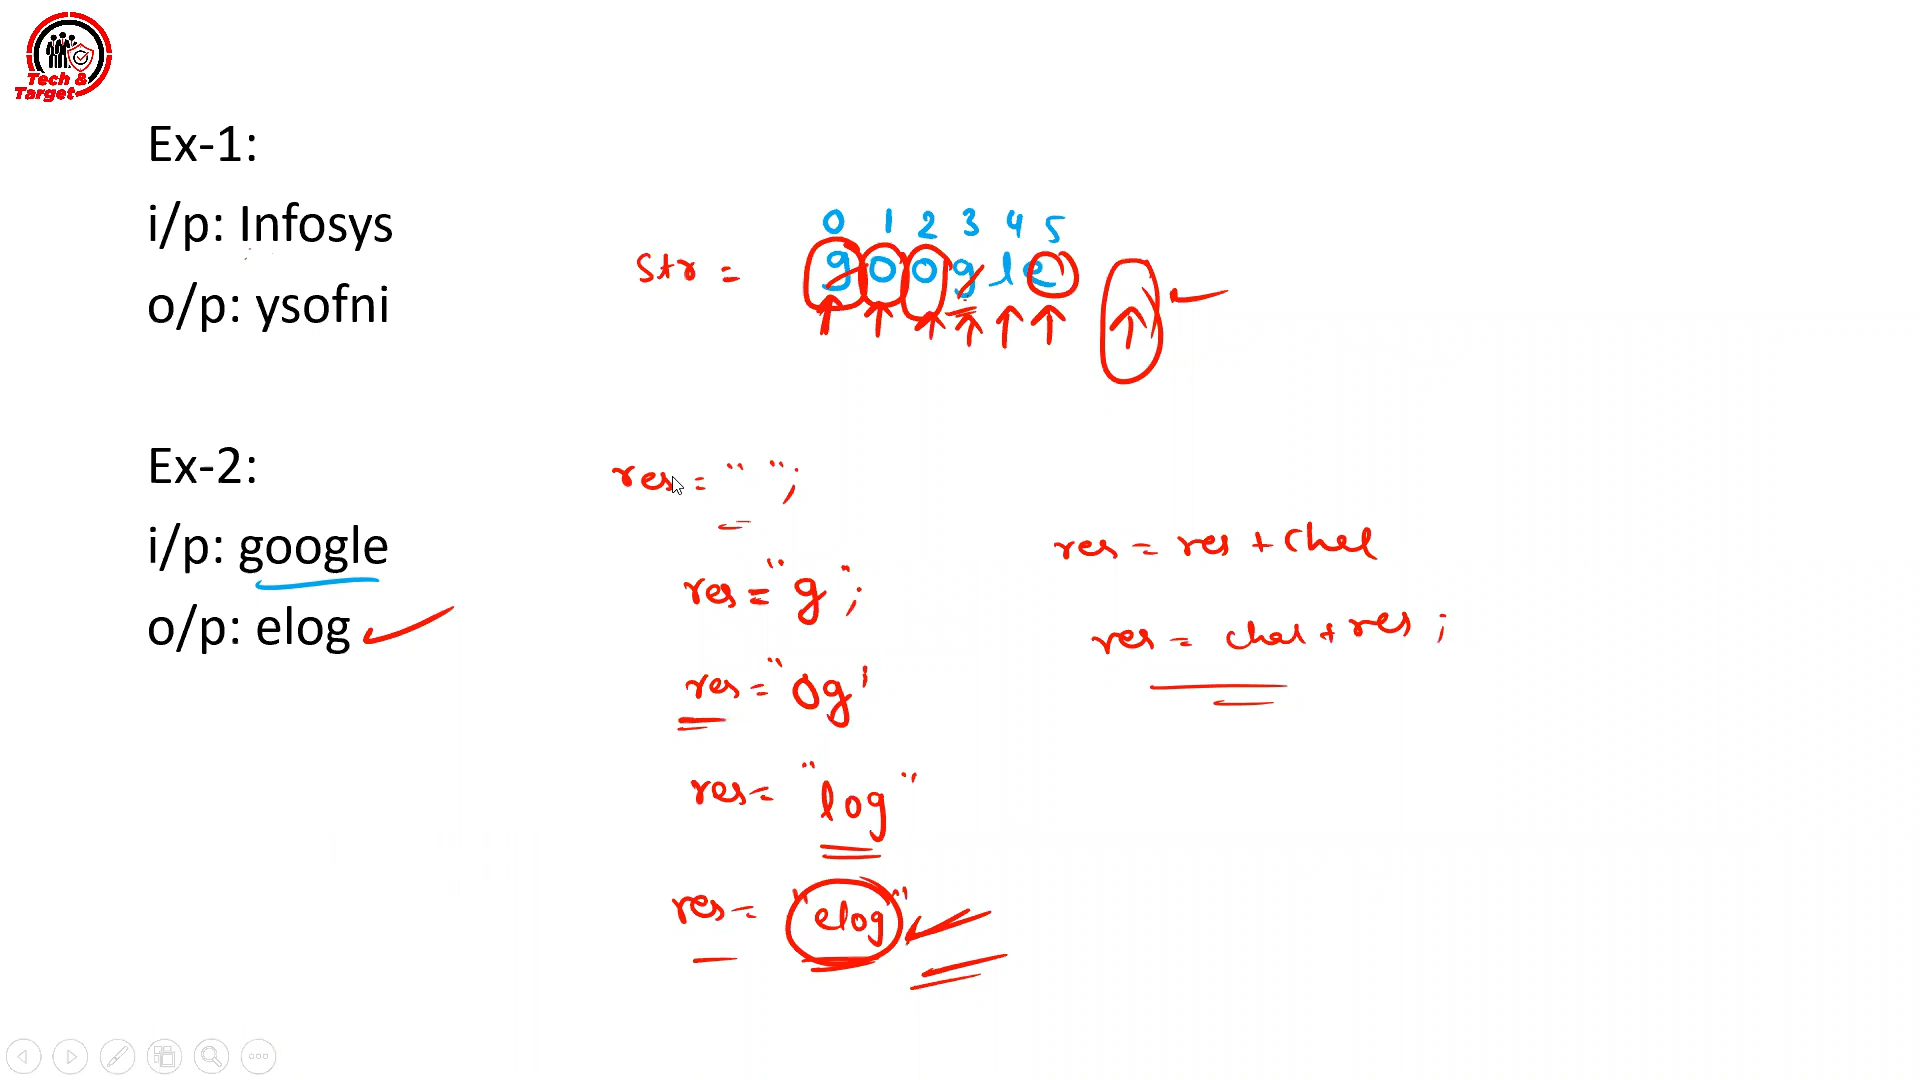 Tech &
Target
Ex-1:
i/p: Infosys
o/p: ysofni
0 1 2 3 4 5
Str = g o o g l e
Ex-2:
i/p: google
o/p: elog
res = " ";
res = "g";
res = "og'
res = "log"
res = "elog"
res = res + char
res = char + res ;